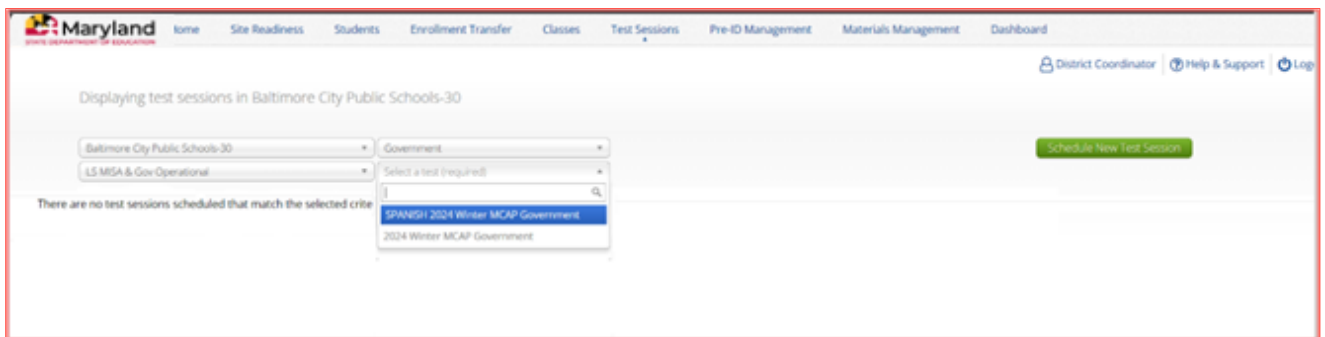 Maryland
STATE DEPARTMENT OF EDUCATION
ome Site Readiness Students Enrollment Transfer Classes Test Sessions Pre-ID Management Materials Management Dashboard
District Coordinator Help & Support Log
Displaying test sessions in Baltimore City Public Schools-30
Baltimore City Public Schools-30 Government Schedule New Test Session
LS MISA & Gov Operational Select a test (required)
There are no test sessions scheduled that match the selected crite
SPANISH 2024 Winter MCAP Government
2024 Winter MCAP Government